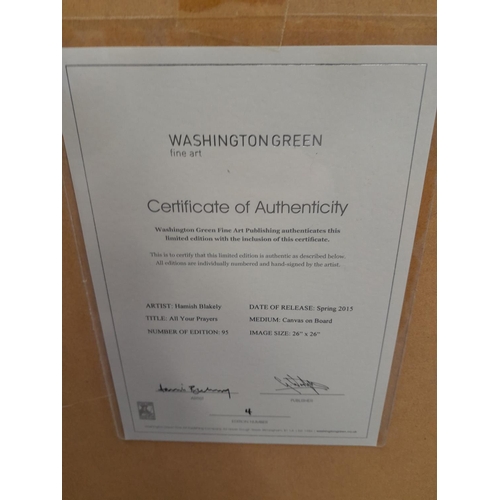 WASHINGTON GREEN
fine art
Certificate of Authenticity
Washington Green Fine Art Publishing authenticates this
limited edition with the inclusion of this certificate.
This is to certify that this limited edition is authentic as described below.
All editions are individually numbered and hand-signed by the artist.
ARTIST: Hamish Blakely DATE OF RELEASE: Spring 2015
TITLE: All Your Prayers MEDIUM: Canvas on Board
NUMBER OF EDITION: 95 IMAGE SIZE: 26" x 26"
ARTIST PUBLISHER
4